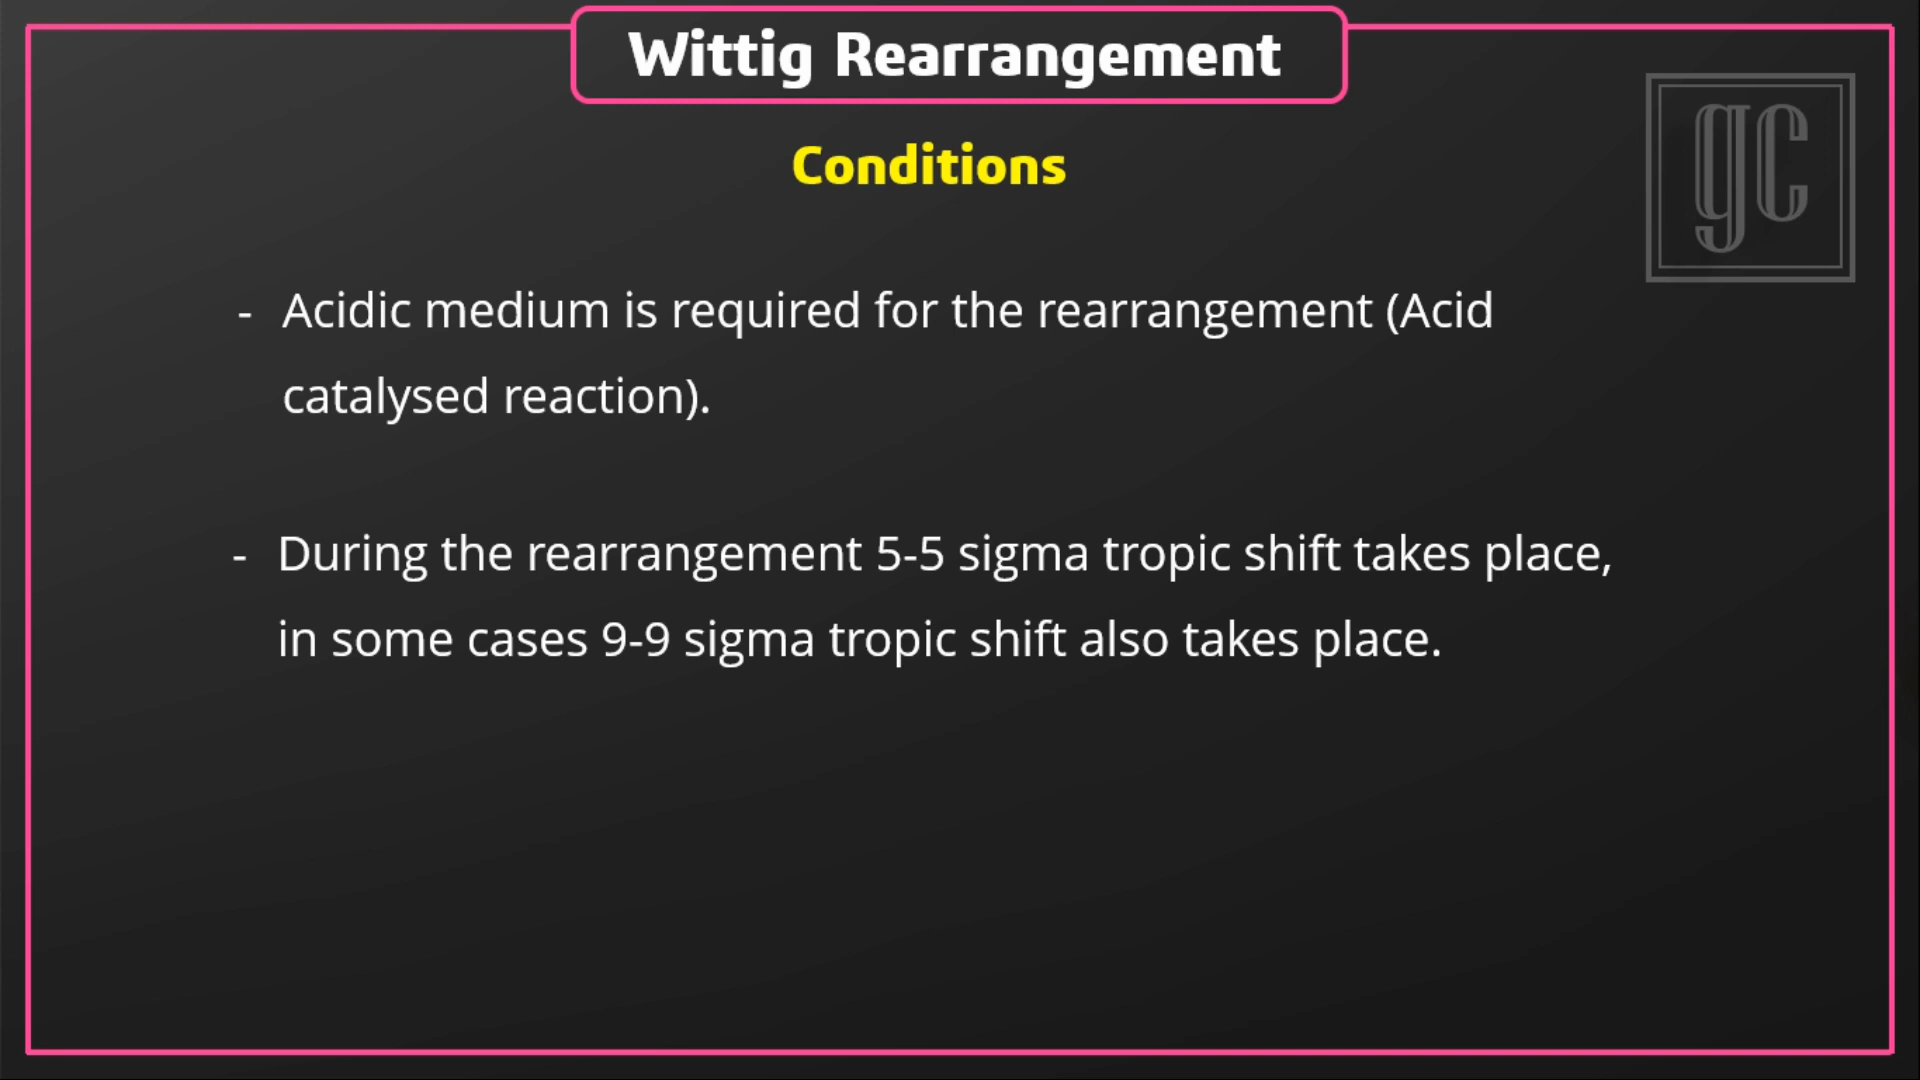 Wittig Rearrangement
gc
Conditions
- Acidic medium is required for the rearrangement (Acid
catalysed reaction).
- During the rearrangement 5-5 sigma tropic shift takes place,
in some cases 9-9 sigma tropic shift also takes place.